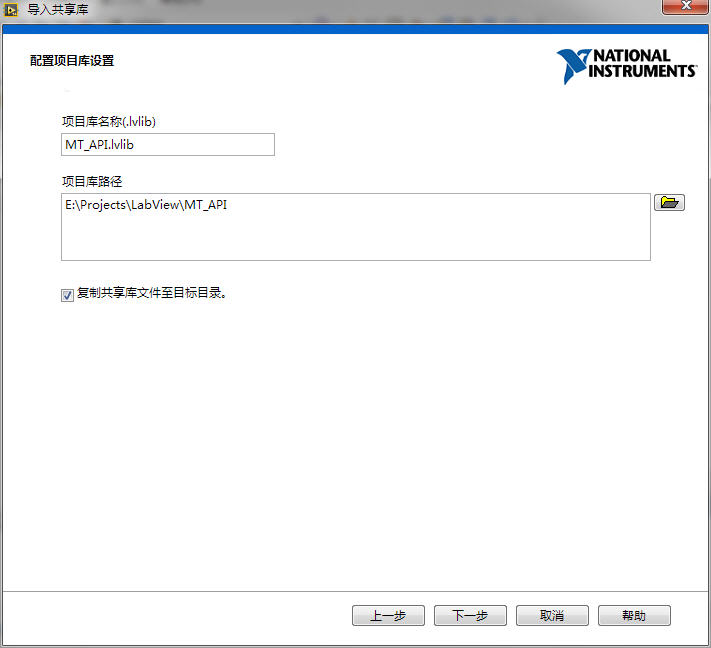 导入共享库
配置项目库设置
NATIONAL
INSTRUMENTS
项目库名称(.lvlib)
MT_API.lvlib
项目库路径
E:\Projects\LabView\MT_API
复制共享库文件至目标目录。
上一步
下一步
取消
帮助